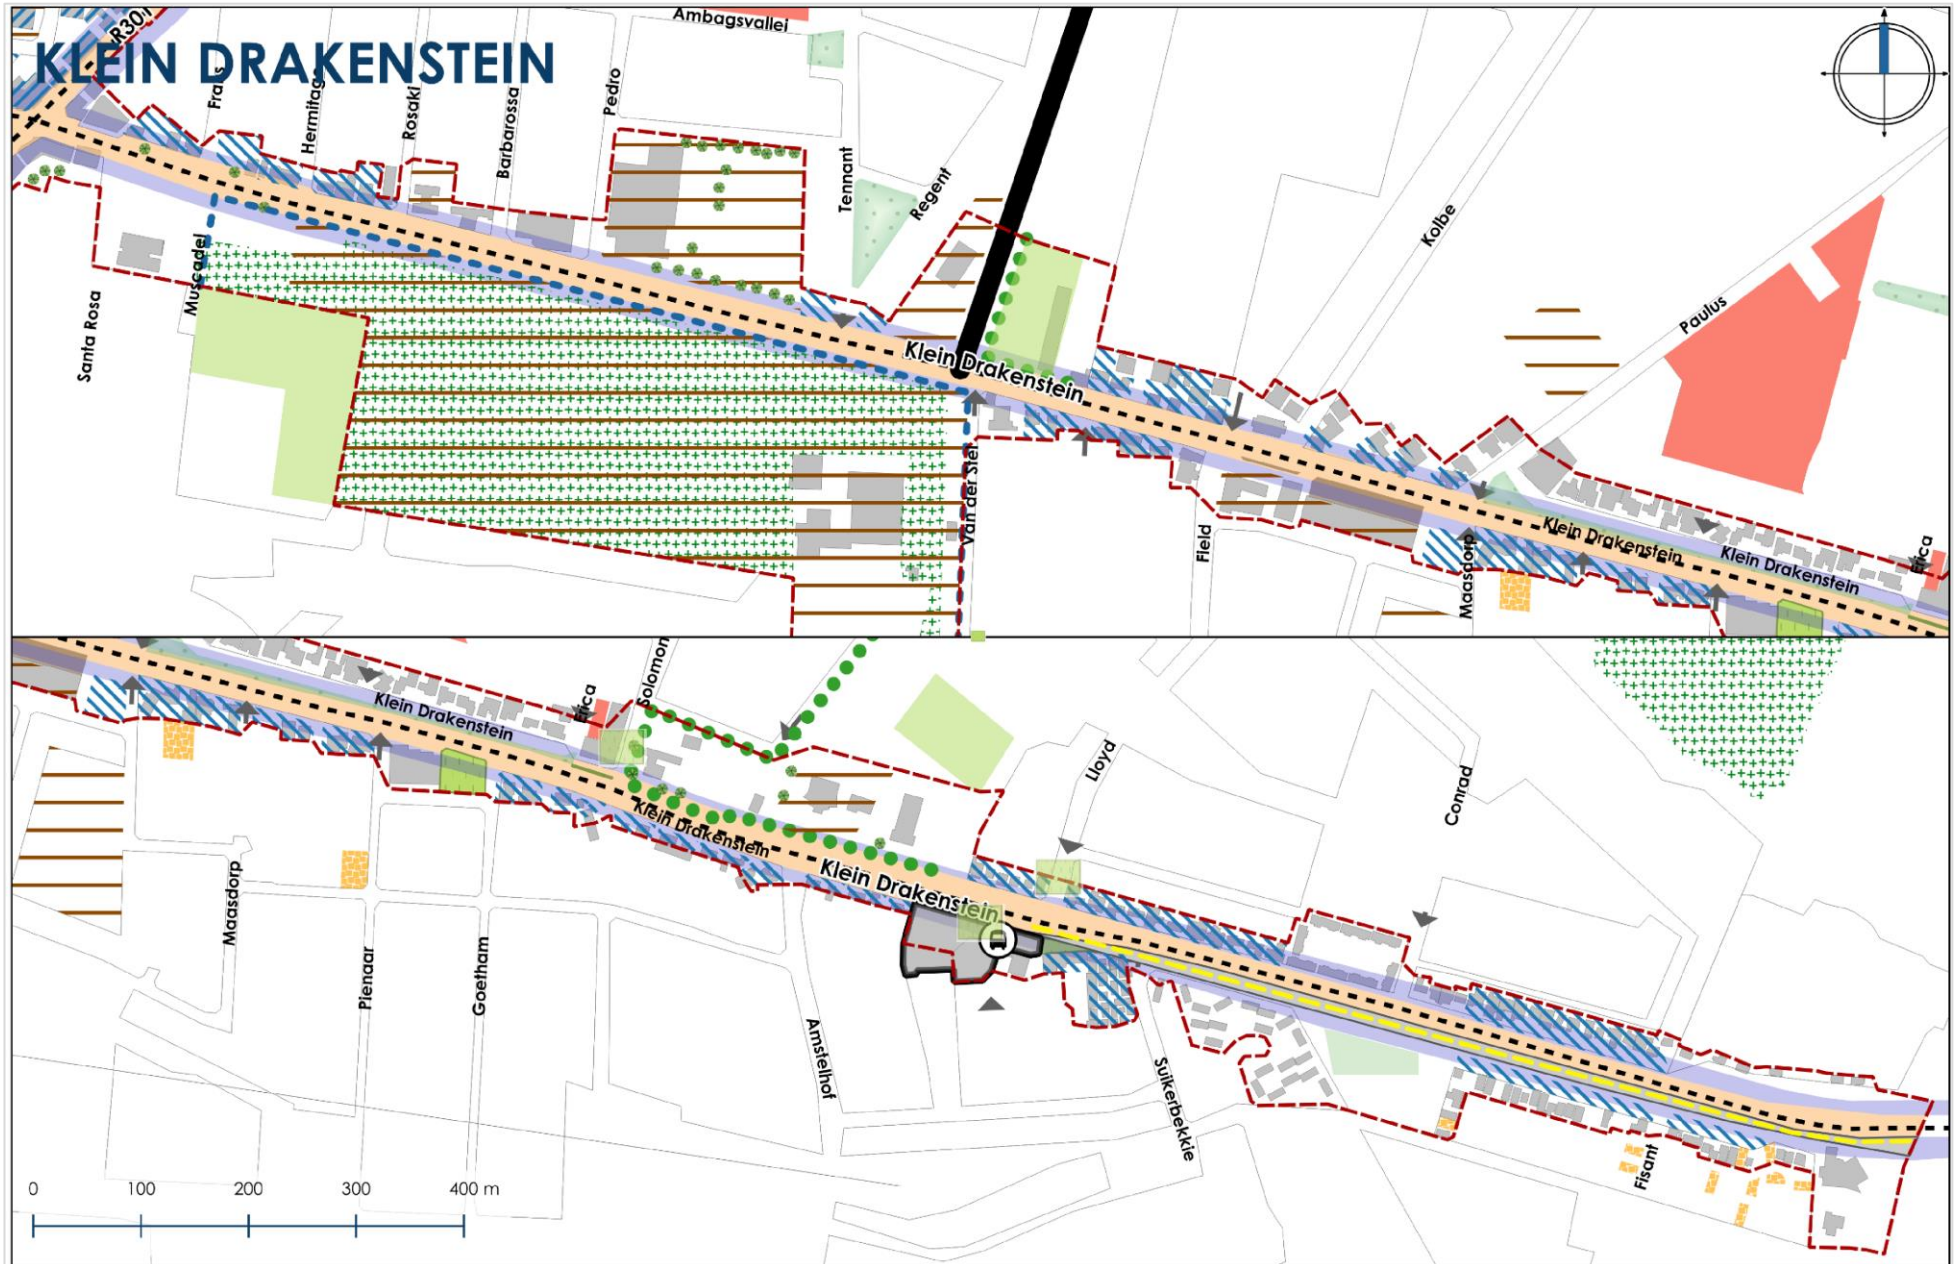 KLEIN DRAKENSTEIN
R301
Ambagsvallei
Frans
Hermitage
Rosaki
Barbarossa
Pedro
Tennant
Regent
Kolbe
Paulus
Muscadel
Santa Rosa
Klein Drakenstein
Van der Stel
Field
Maasdorp
Klein Drakenstein
Klein Drakenstein
Erica
Klein Drakenstein
Erica
Solomon
Lloyd
Conrad
Klein Drakenstein
Klein Drakenstein
Maasdorp
Pienaar
Goetham
Amstelhof
Suikerbekkie
Fisant
0 100 200 300 400 m